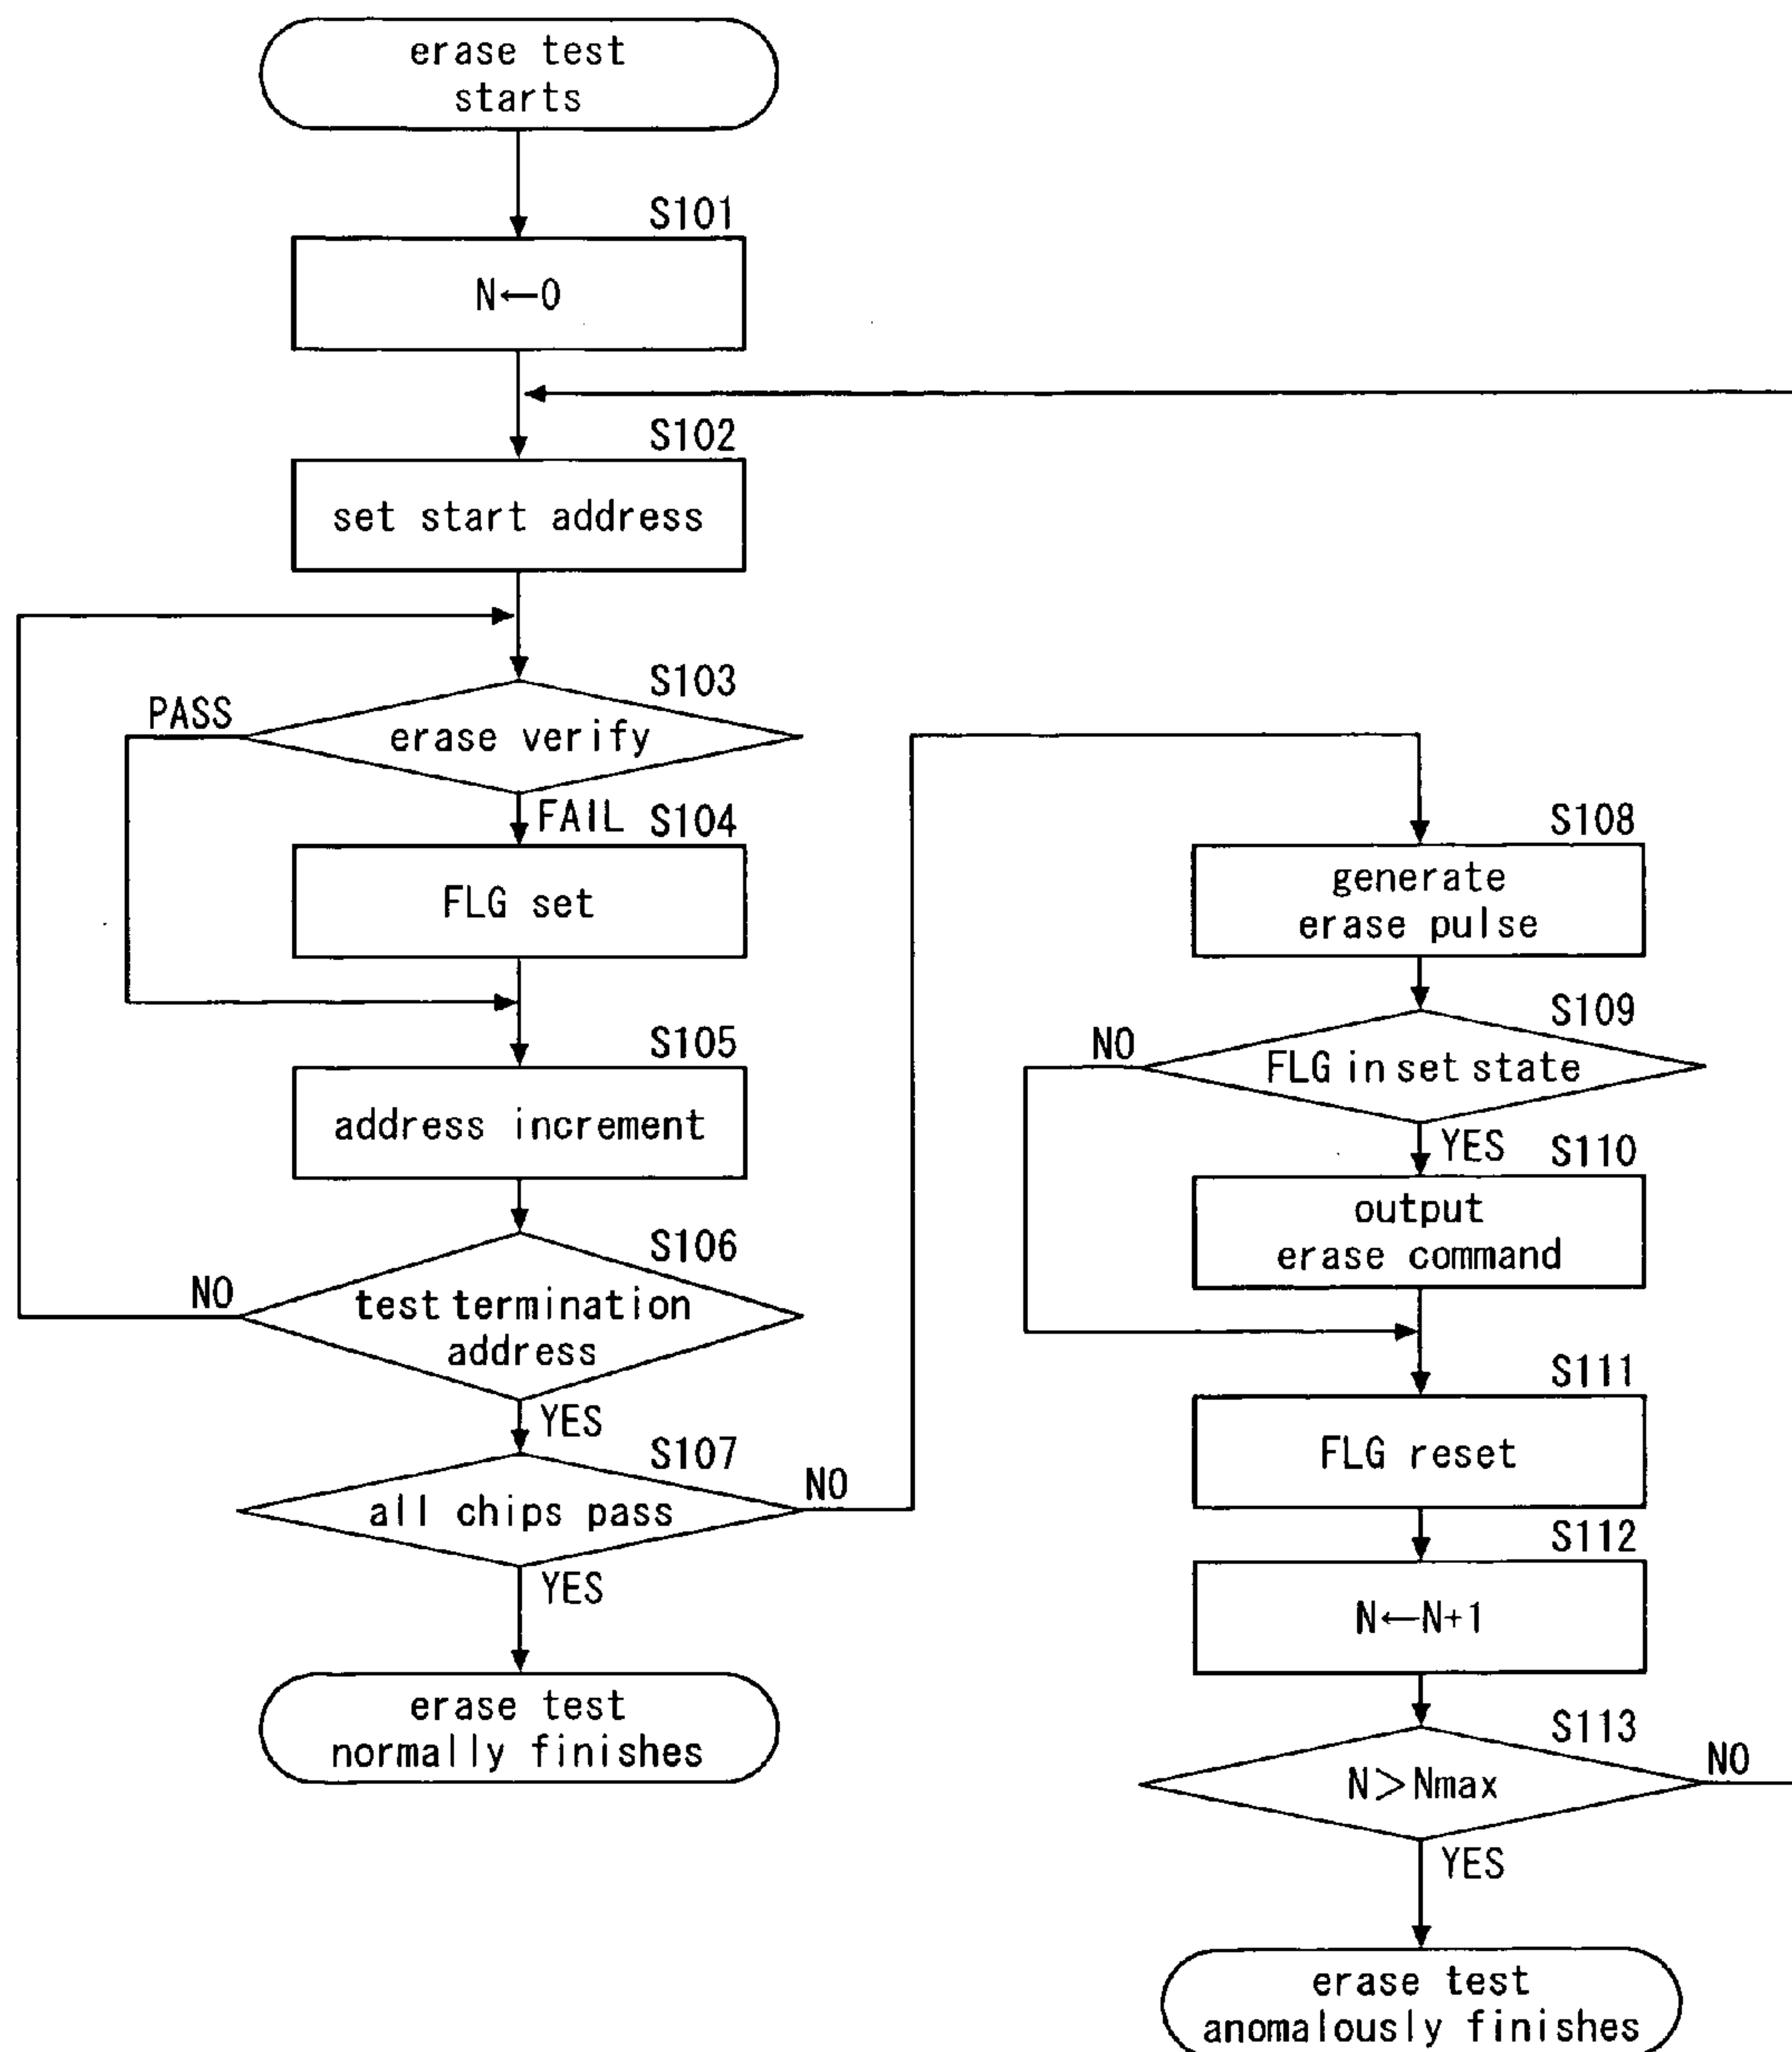 erase test
starts
S101
N←0
S102
set start address
S103
PASS
erase verify
FAIL
S104
FLG set
S105
address increment
S106
NO
test termination
address
YES
S107
all chips pass
NO
YES
erase test
normally finishes
S108
generate
erase pulse
S109
NO
FLG in set state
YES
S110
output
erase command
S111
FLG reset
S112
N←N+1
S113
N>Nmax
NO
YES
erase test
anomalously finishes